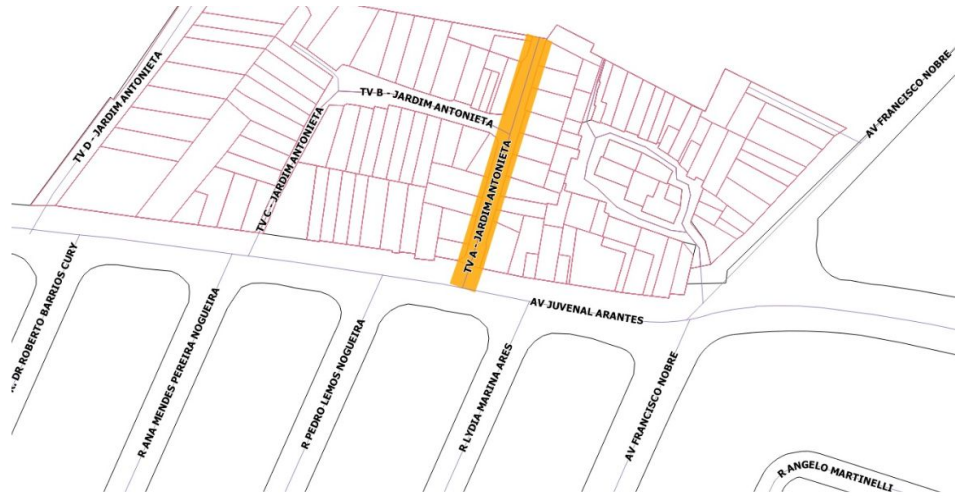 TV D - JARDIM ANTONIETA
TV B - JARDIM ANTONIETA
TV C - JARDIM ANTONIETA
TV A - JARDIM ANTONIETA
AV FRANCISCO NOBRE
AV JUVENAL ARANTES
R. DR ROBERTO BARRIOS CURY
R ANA MENDES PEREIRA NOGUEIRA
R PEDRO LEMOS NOGUEIRA
R LYDIA MARINA ARES
AV FRANCISCO NOBRE
R ANGELO MARTINELLI